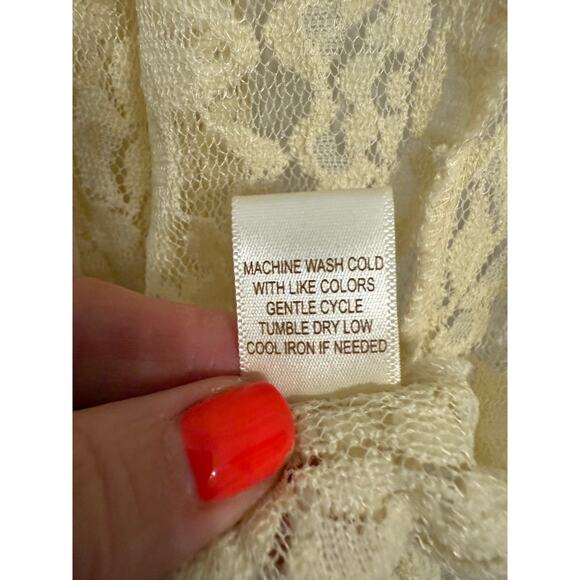 MACHINE WASH COLD
WITH LIKE COLORS
GENTLE CYCLE
TUMBLE DRY LOW
COOL IRON IF NEEDED